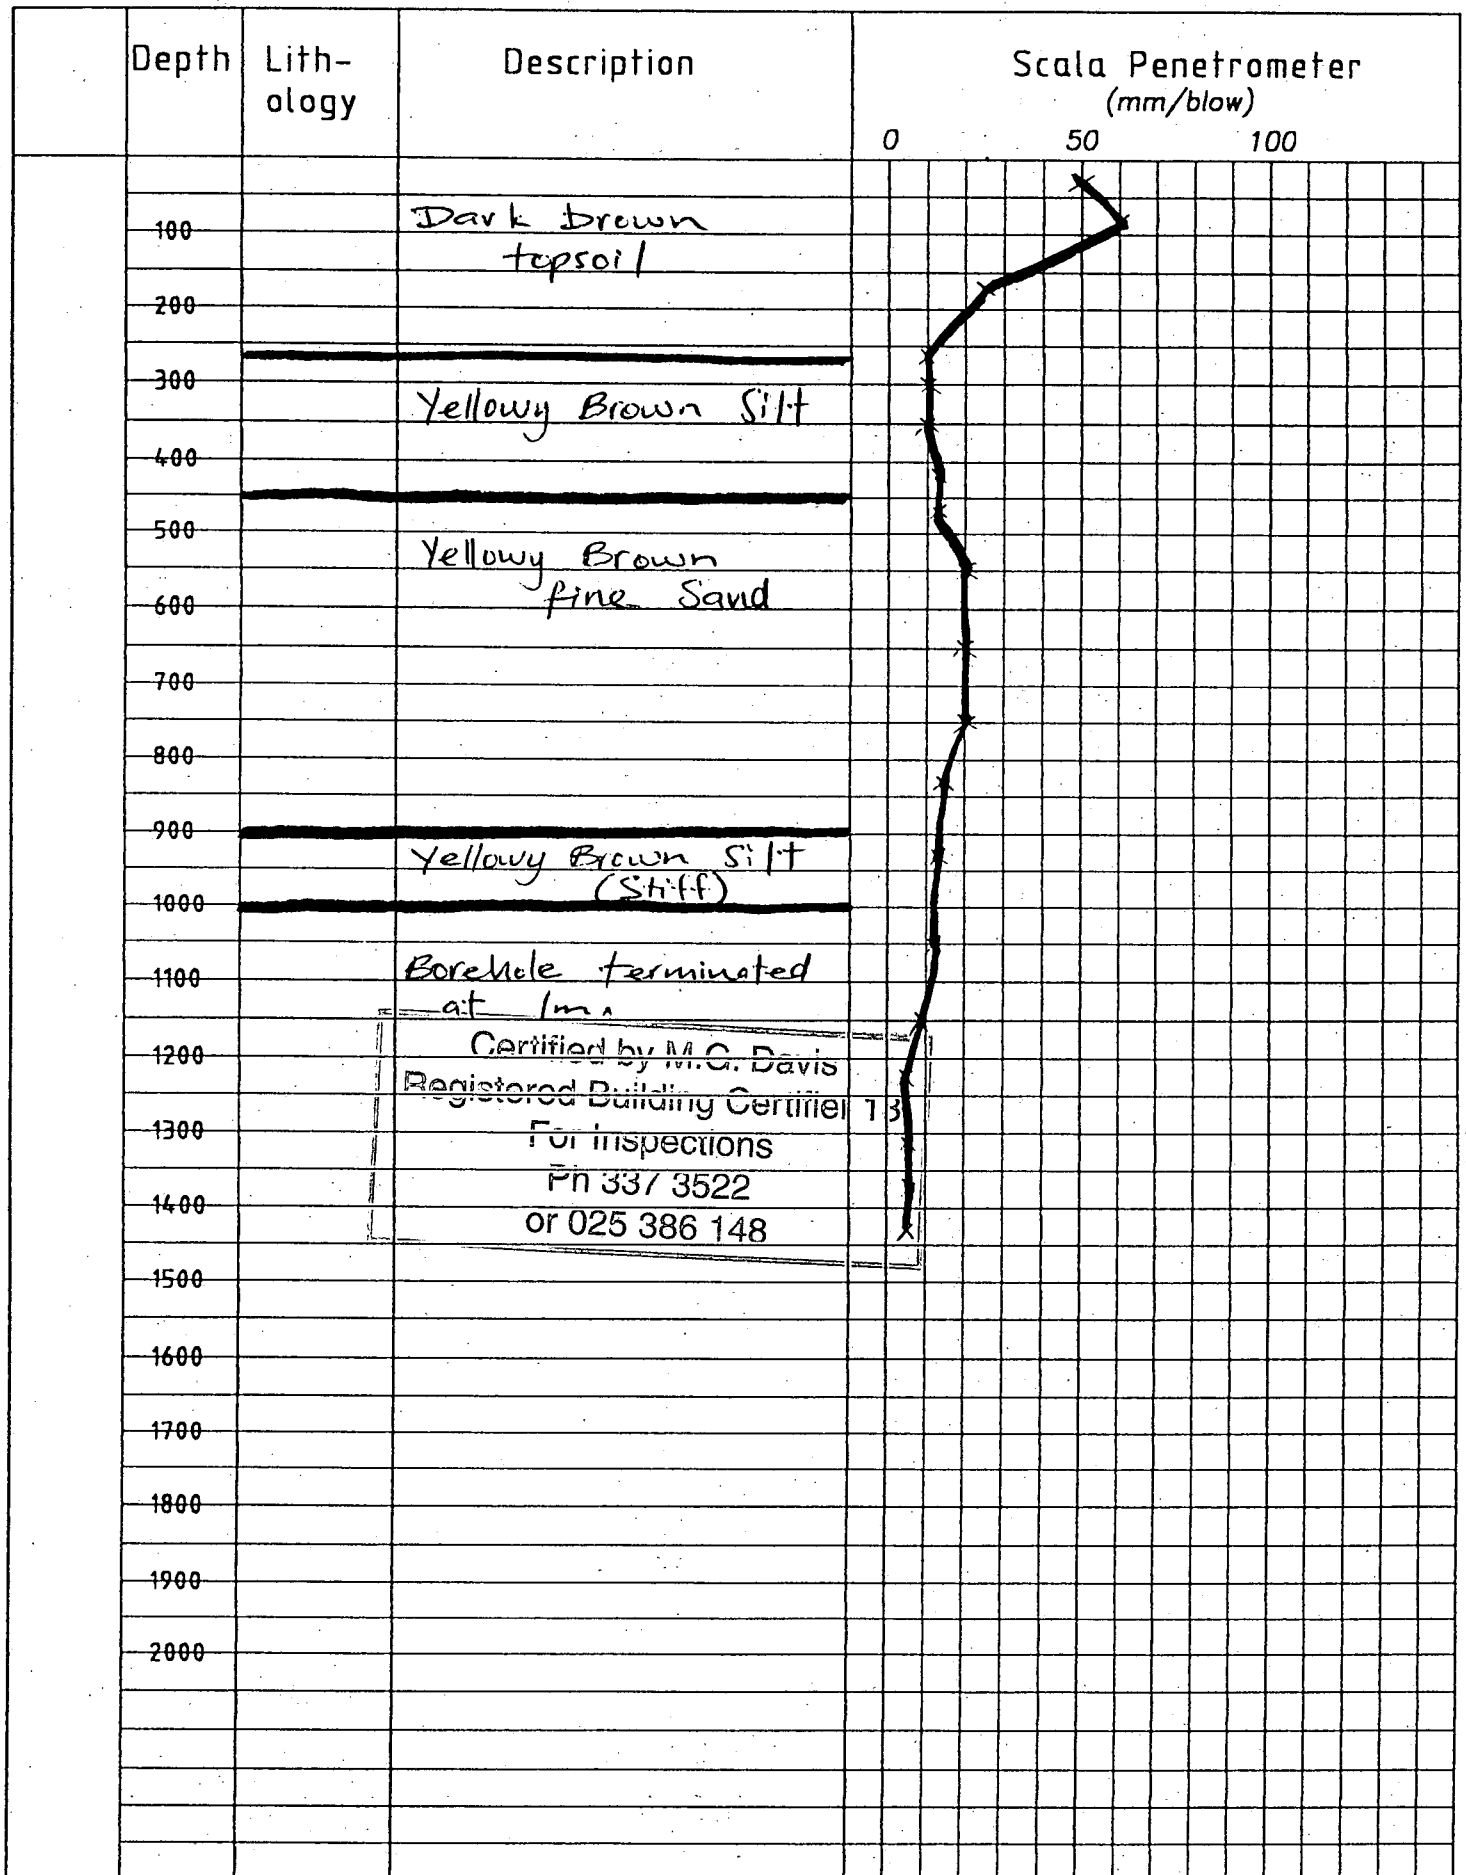 Depth
Lith-
ology
Description
Scala Penetrometer
(mm/blow)
0 50 100
100
Dark brown
topsoil
200
300
Yellowy Brown Silt
400
500
Yellowy Brown
fine Sand
600
700
800
900
Yellowy Brown Silt
(Stiff)
1000
1100
Borehole terminated
at 1m.
1200
Certified by M.G. Davis
Registered Building Certifier 13
1300
For Inspections
Ph 337 3522
1400
or 025 386 148
1500
1600
1700
1800
1900
2000